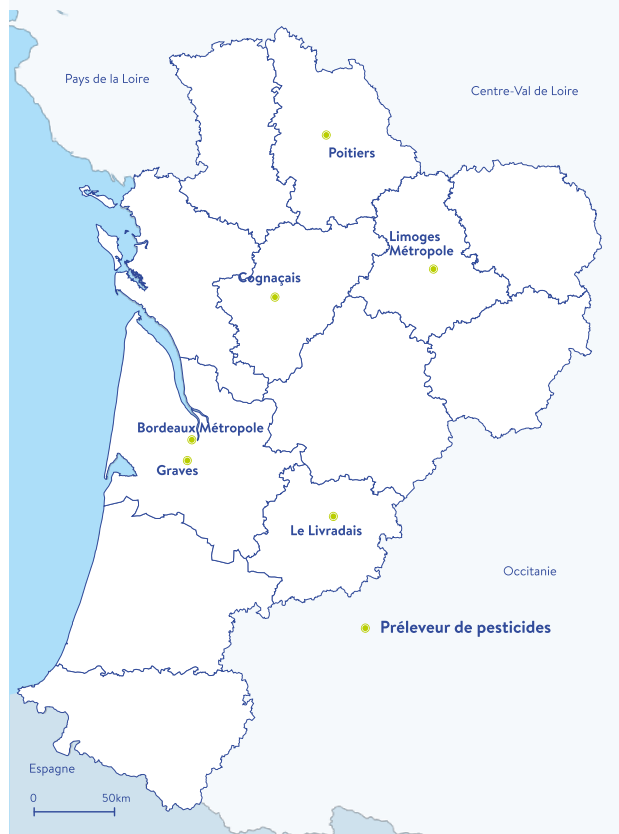 Pays de la Loire
Centre-Val de Loire
Poitiers
Limoges
Métropole
Cognaçais
Bordeaux Métropole
Graves
Le Livradais
Occitanie
Préleveur de pesticides
Espagne
0 50km